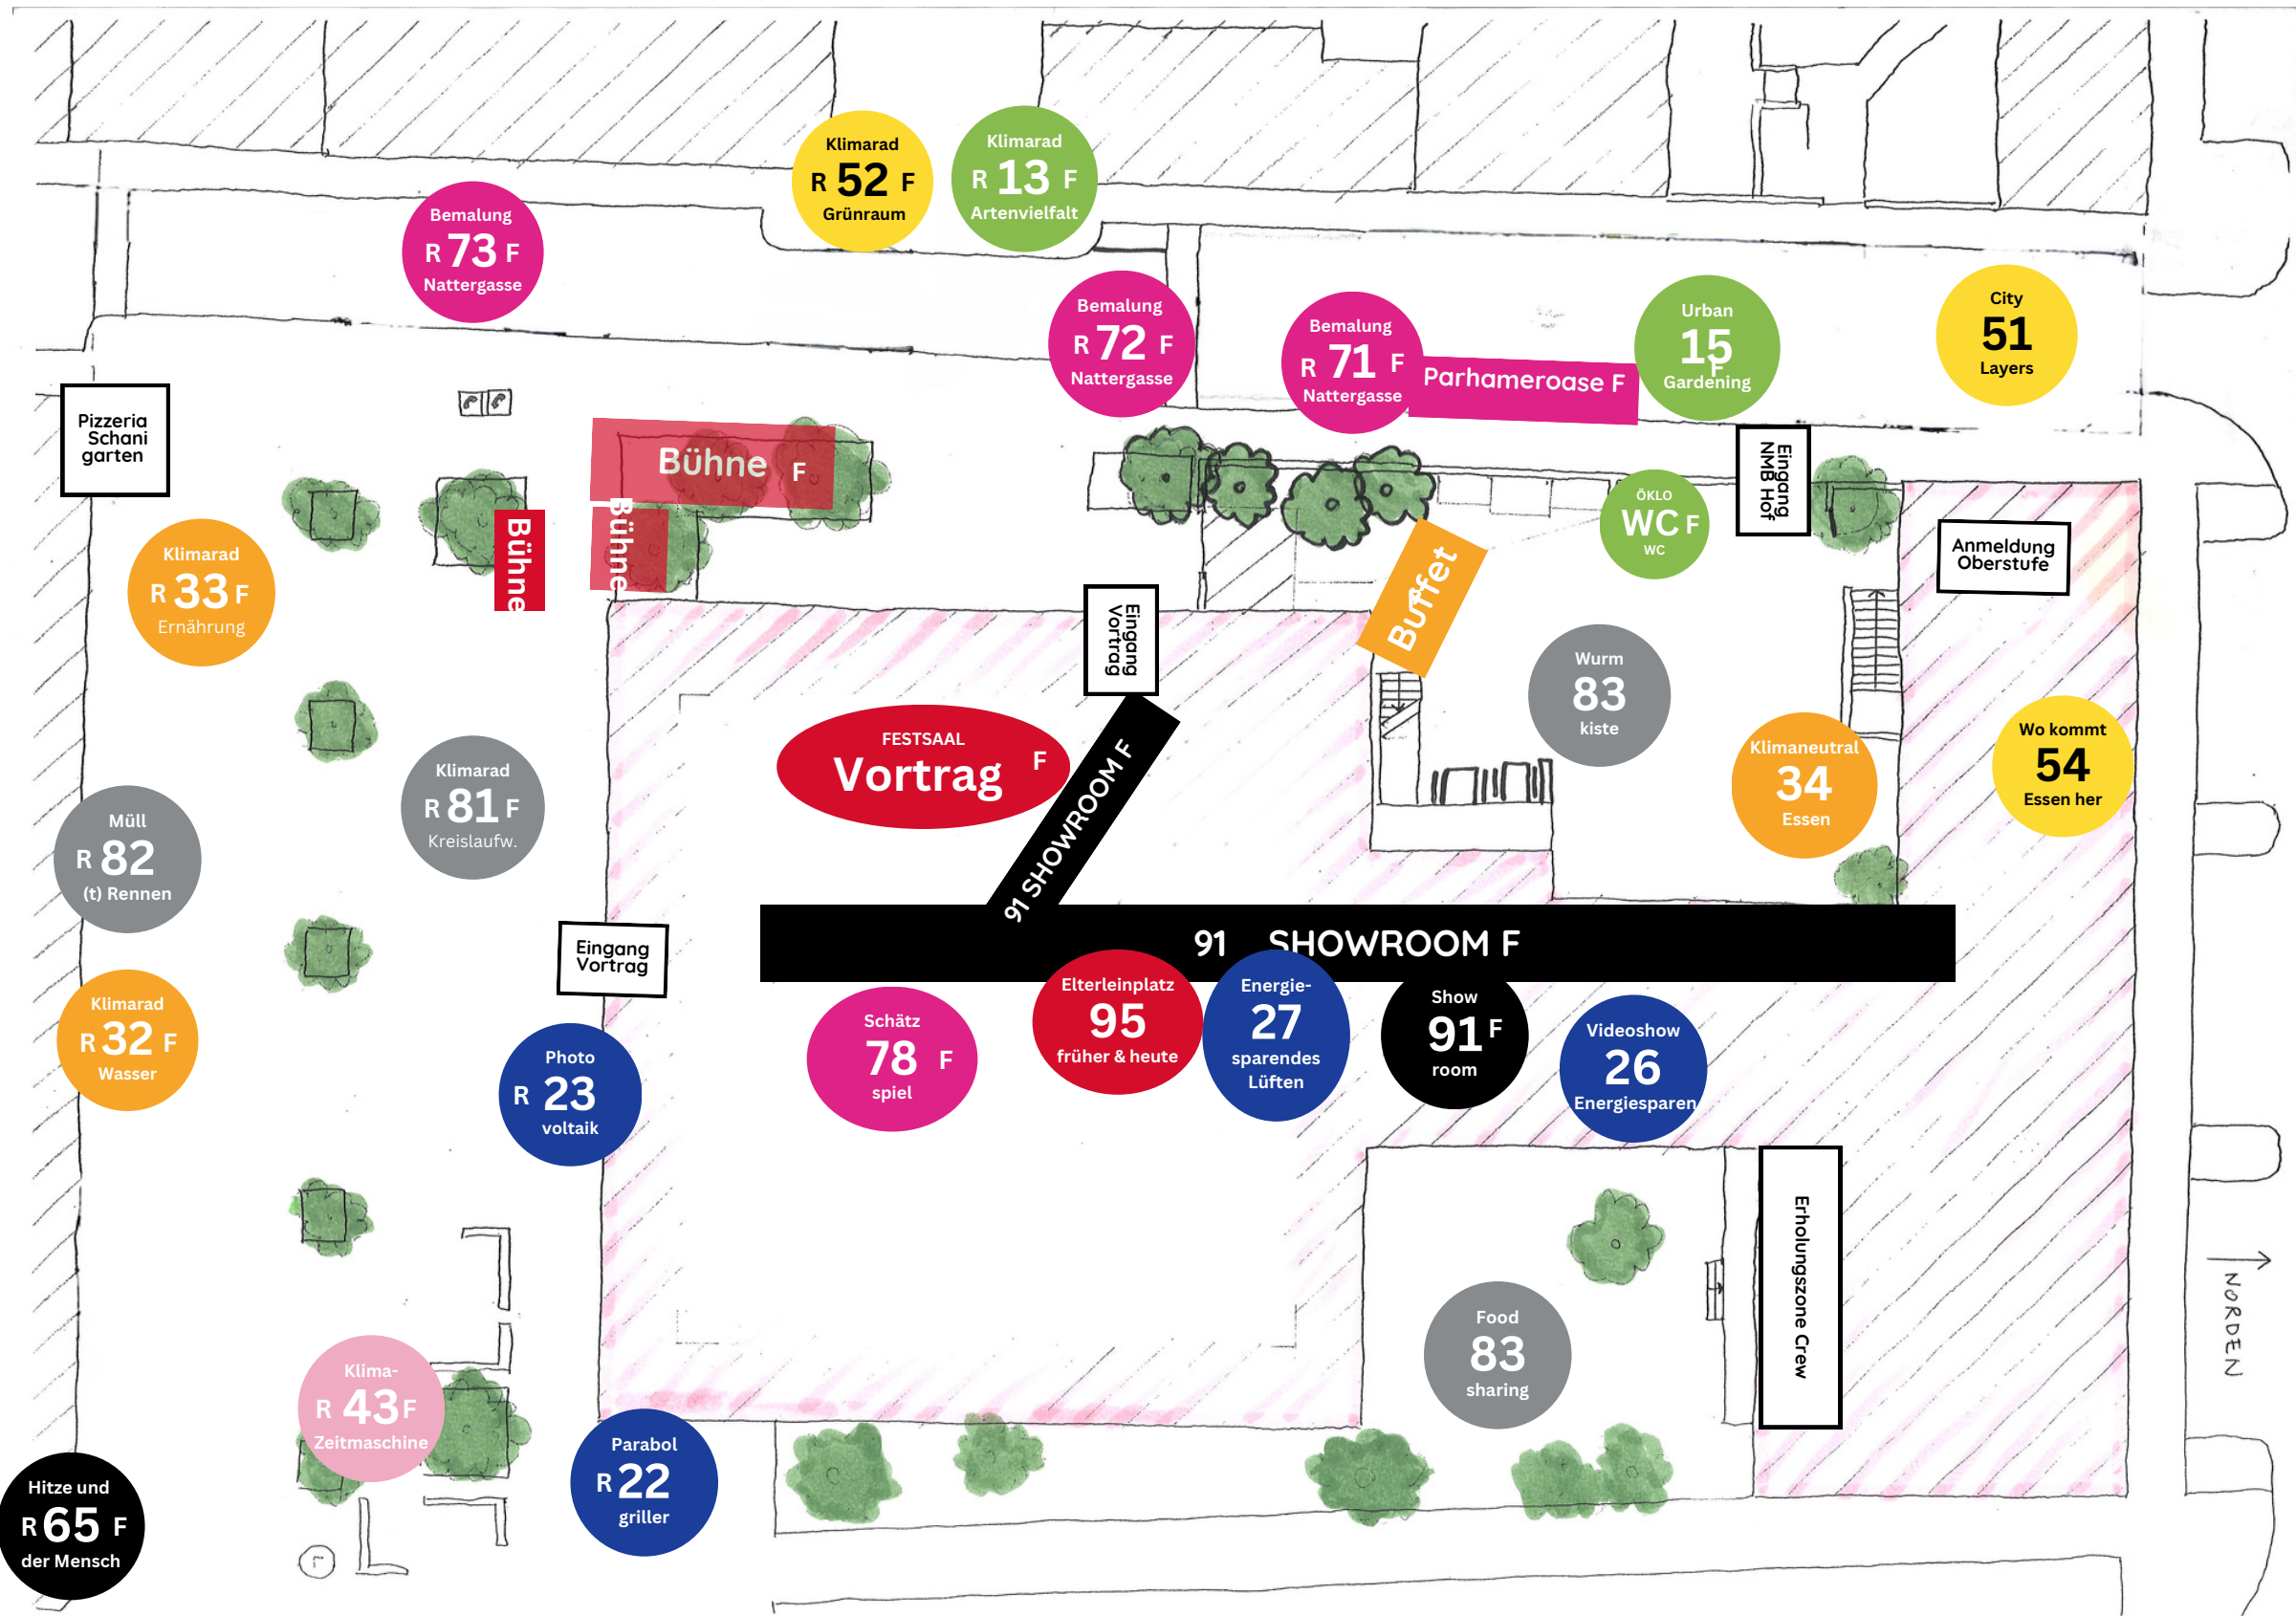 Klimarad
R 52 F
Grünraum
Klimarad
R 13 F
Artenvielfalt
Bemalung
R 73 F
Nattergasse
Bemalung
R 72 F
Nattergasse
Bemalung
R 71 F
Nattergasse
Parhameroase F
Urban
15
F
Gardening
City
51
Layers
Pizzeria
Schani
garten
Bühne F
Bühne
Bühne
Eingang
NMB Hof
ÖKLO
WC F
WC
Anmeldung
Oberstufe
Klimarad
R 33 F
Ernährung
Eingang
Vortrag
Buffet
F
Wurm
83
kiste
FESTSAAL
Vortrag F
91 SHOWROOM F
Klimaneutral
34
Essen
Wo kommt
54
Essen her
Klimarad
R 81 F
Kreislaufw.
Müll
R 82
(t) Rennen
Eingang
Vortrag
91 SHOWROOM F
Klimarad
R 32 F
Wasser
Photo
R 23
voltaik
Schätz
78 F
spiel
Elterleinplatz
95
früher & heute
Energie-
27
sparendes
Lüften
Show
91 F
room
Videoshow
26
Energiesparen
Erholungszone Crew
NORDEN
Food
83
sharing
Klima-
R 43 F
Zeitmaschine
Parabol
R 22
griller
Hitze und
R 65 F
der Mensch